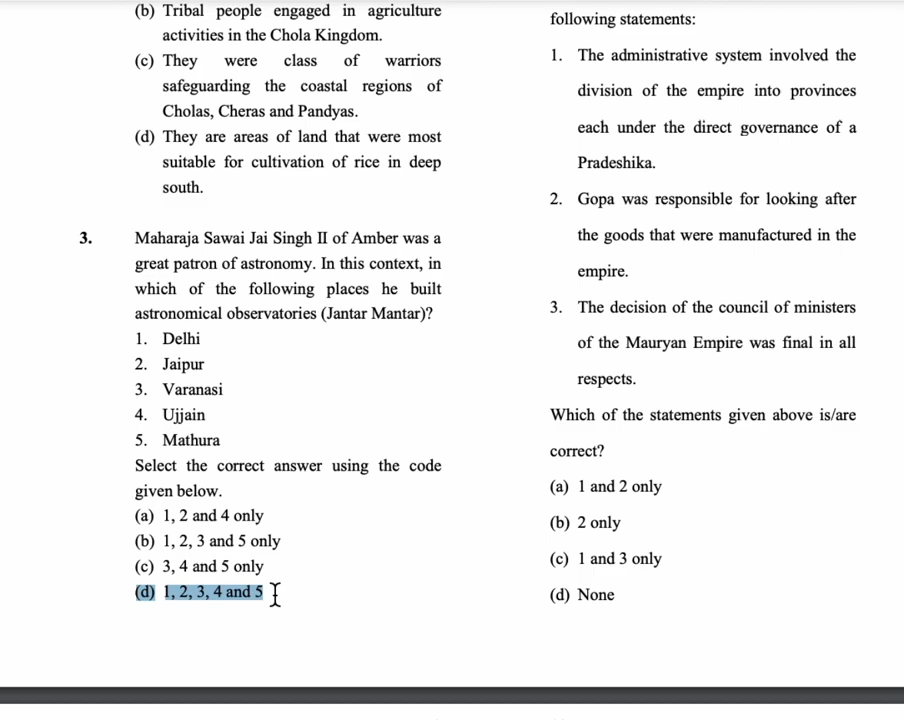 (b) Tribal people engaged in agriculture
activities in the Chola Kingdom.
(c) They were class of warriors
safeguarding the coastal regions of
Cholas, Cheras and Pandyas.
(d) They are areas of land that were most
suitable for cultivation of rice in deep
south.
3. Maharaja Sawai Jai Singh II of Amber was a
great patron of astronomy. In this context, in
which of the following places he built
astronomical observatories (Jantar Mantar)?
1. Delhi
2. Jaipur
3. Varanasi
4. Ujjain
5. Mathura
Select the correct answer using the code
given below.
(a) 1, 2 and 4 only
(b) 1, 2, 3 and 5 only
(c) 3, 4 and 5 only
(d) 1, 2, 3, 4 and 5
following statements:
1. The administrative system involved the
division of the empire into provinces
each under the direct governance of a
Pradeshika.
2. Gopa was responsible for looking after
the goods that were manufactured in the
empire.
3. The decision of the council of ministers
of the Mauryan Empire was final in all
respects.
Which of the statements given above is/are
correct?
(a) 1 and 2 only
(b) 2 only
(c) 1 and 3 only
(d) None